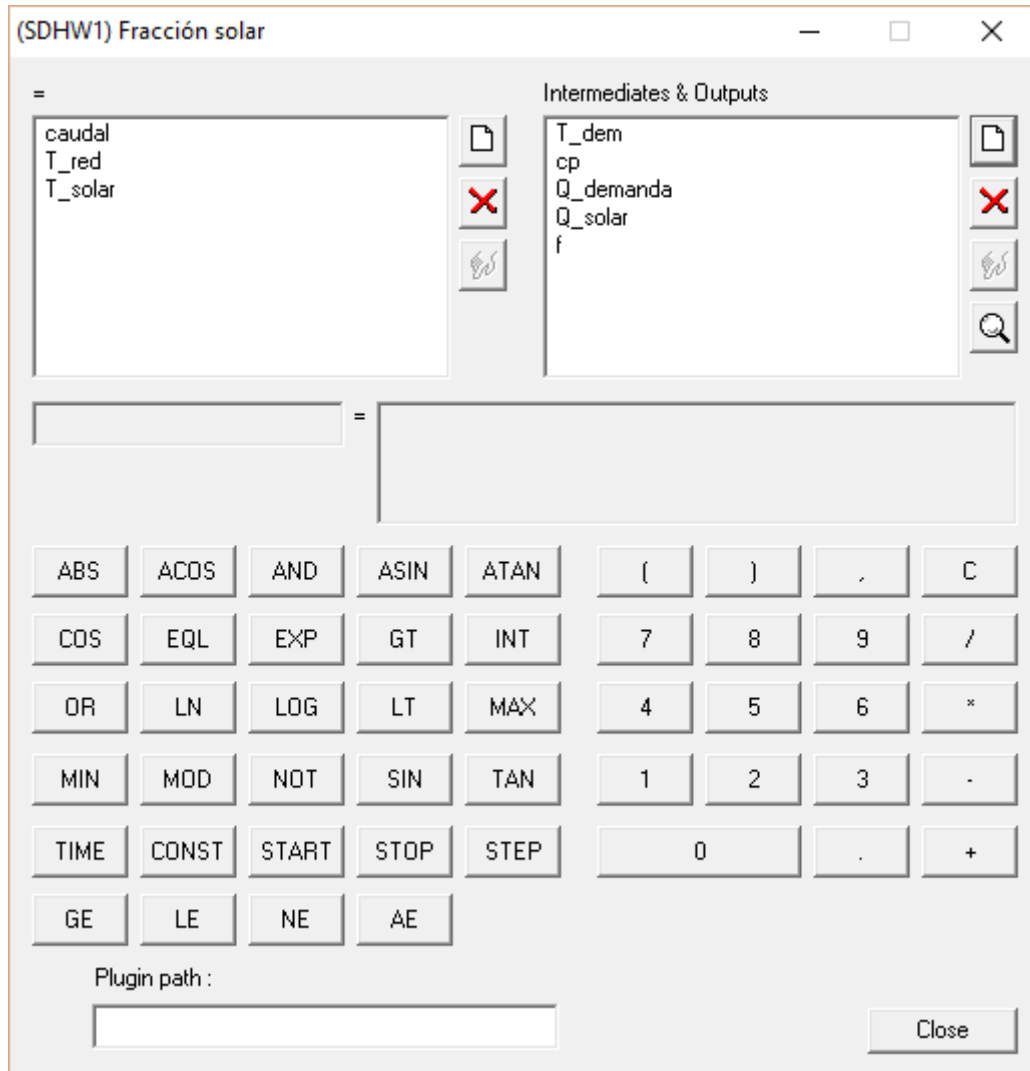 (SDHW1) Fracción solar
=
Intermediates & Outputs
caudal
T_red
T_solar
T_dem
cp
Q_demanda
Q_solar
f
=
ABS ACOS AND ASIN ATAN ( ) , C
COS EQL EXP GT INT 7 8 9 /
OR LN LOG LT MAX 4 5 6 *
MIN MOD NOT SIN TAN 1 2 3 -
TIME CONST START STOP STEP 0 . +
GE LE NE AE
Plugin path :
Close